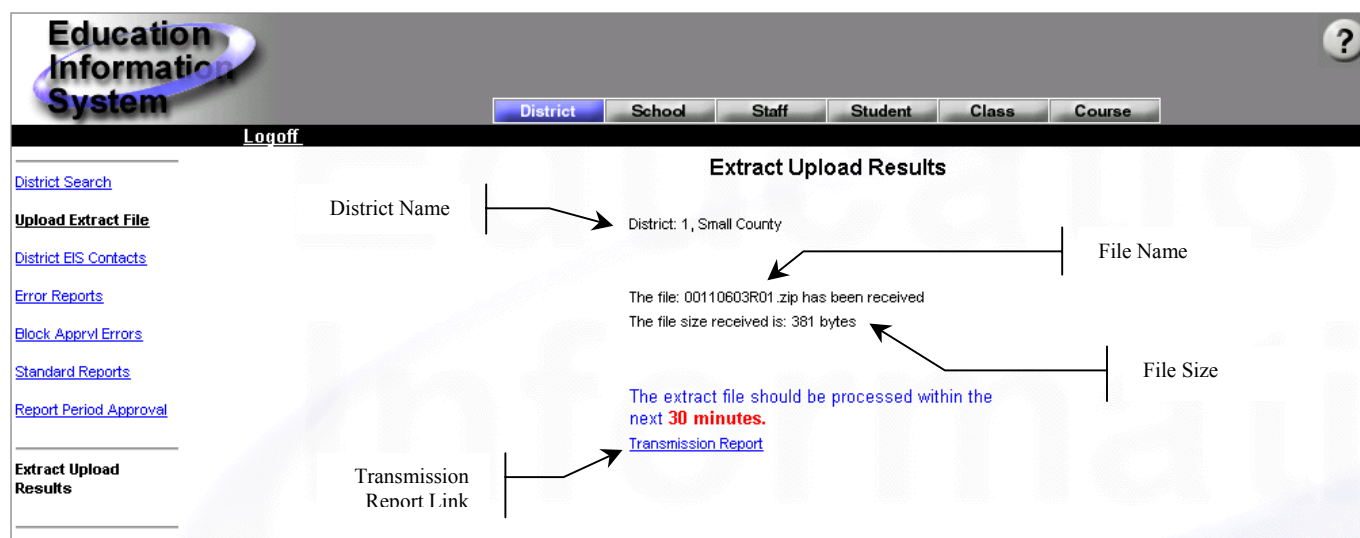 Education
Information
System
?
District School Staff Student Class Course
Logoff
Extract Upload Results
District Search
Upload Extract File
District EIS Contacts
Error Reports
Block Apprvl Errors
Standard Reports
Report Period Approval
Extract Upload
Results
District Name
District: 1, Small County
File Name
The file: 00110603R01.zip has been received
The file size received is: 381 bytes
File Size
The extract file should be processed within the
next 30 minutes.
Transmission Report
Transmission
Report Link